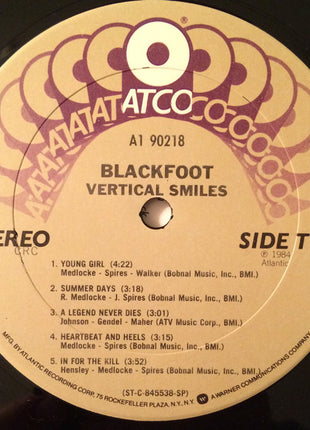 ATATATATATCOCOCOCOCO
A1 90218
BLACKFOOT
VERTICAL SMILES
EREO
CRC
SIDE T
℗ 1984
Atlantic
1. YOUNG GIRL (4:22)
Medlocke - Spires - Walker (Bobnal Music, Inc., BMI.)
2. SUMMER DAYS (3:18)
R. Medlocke - J. Spires (Bobnal Music, Inc., BMI.)
3. A LEGEND NEVER DIES (3:01)
Johnson - Gendel - Maher (ATV Music Corp., BMI.)
4. HEARTBEAT AND HEELS (3:15)
Medlocke - Spires (Bobnal Music, Inc., BMI.)
5. IN FOR THE KILL (3:52)
Hensley - Medlocke - Spires (Bobnal Music, Inc., BMI.)
(ST-C-845538-SP)
MFG. BY ATLANTIC RECORDING CORP., 75 ROCKEFELLER PLAZA, N.Y., N.Y. A WARNER COMMUNICATIONS COMPANY